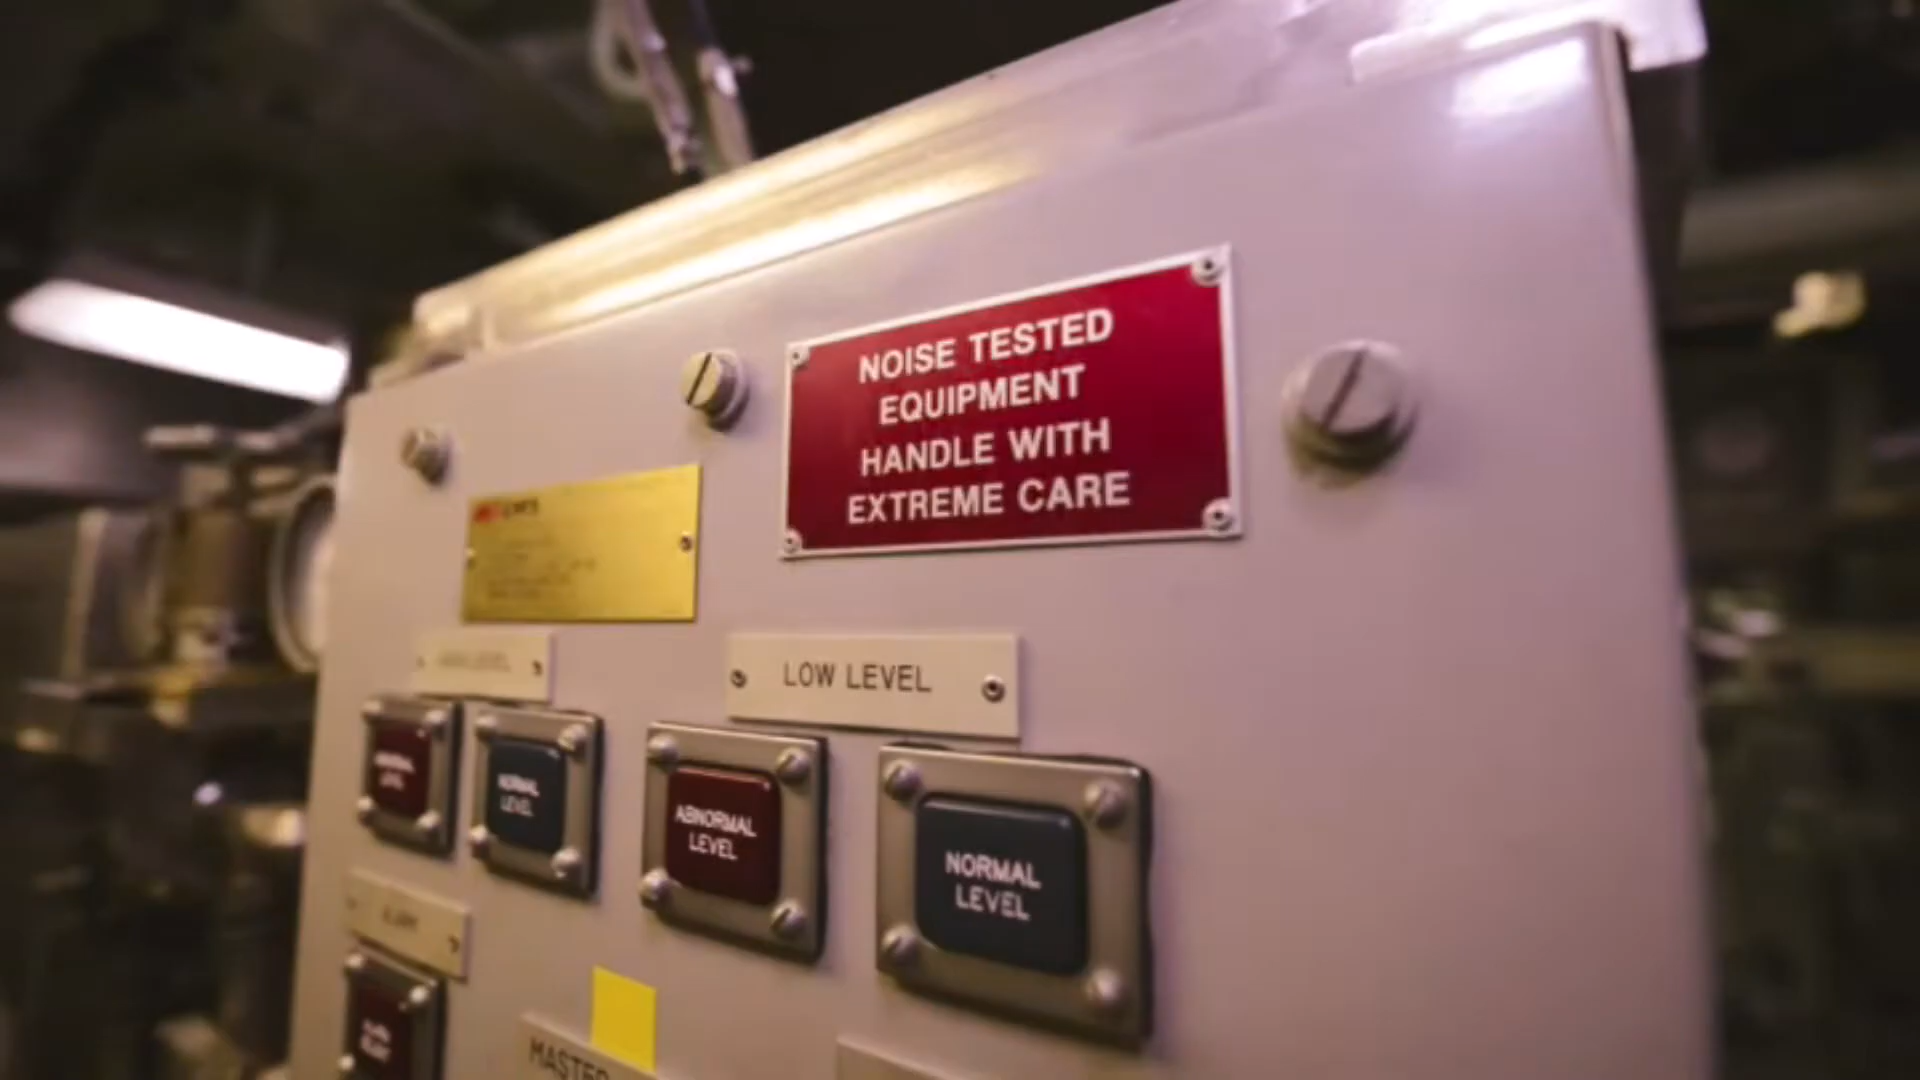 NOISE TESTED
EQUIPMENT
HANDLE WITH
EXTREME CARE
LOW LEVEL
ABNORMAL
LEVEL
NORMAL
LEVEL
ABNORMAL
LEVEL
NORMAL
LEVEL
MASTER